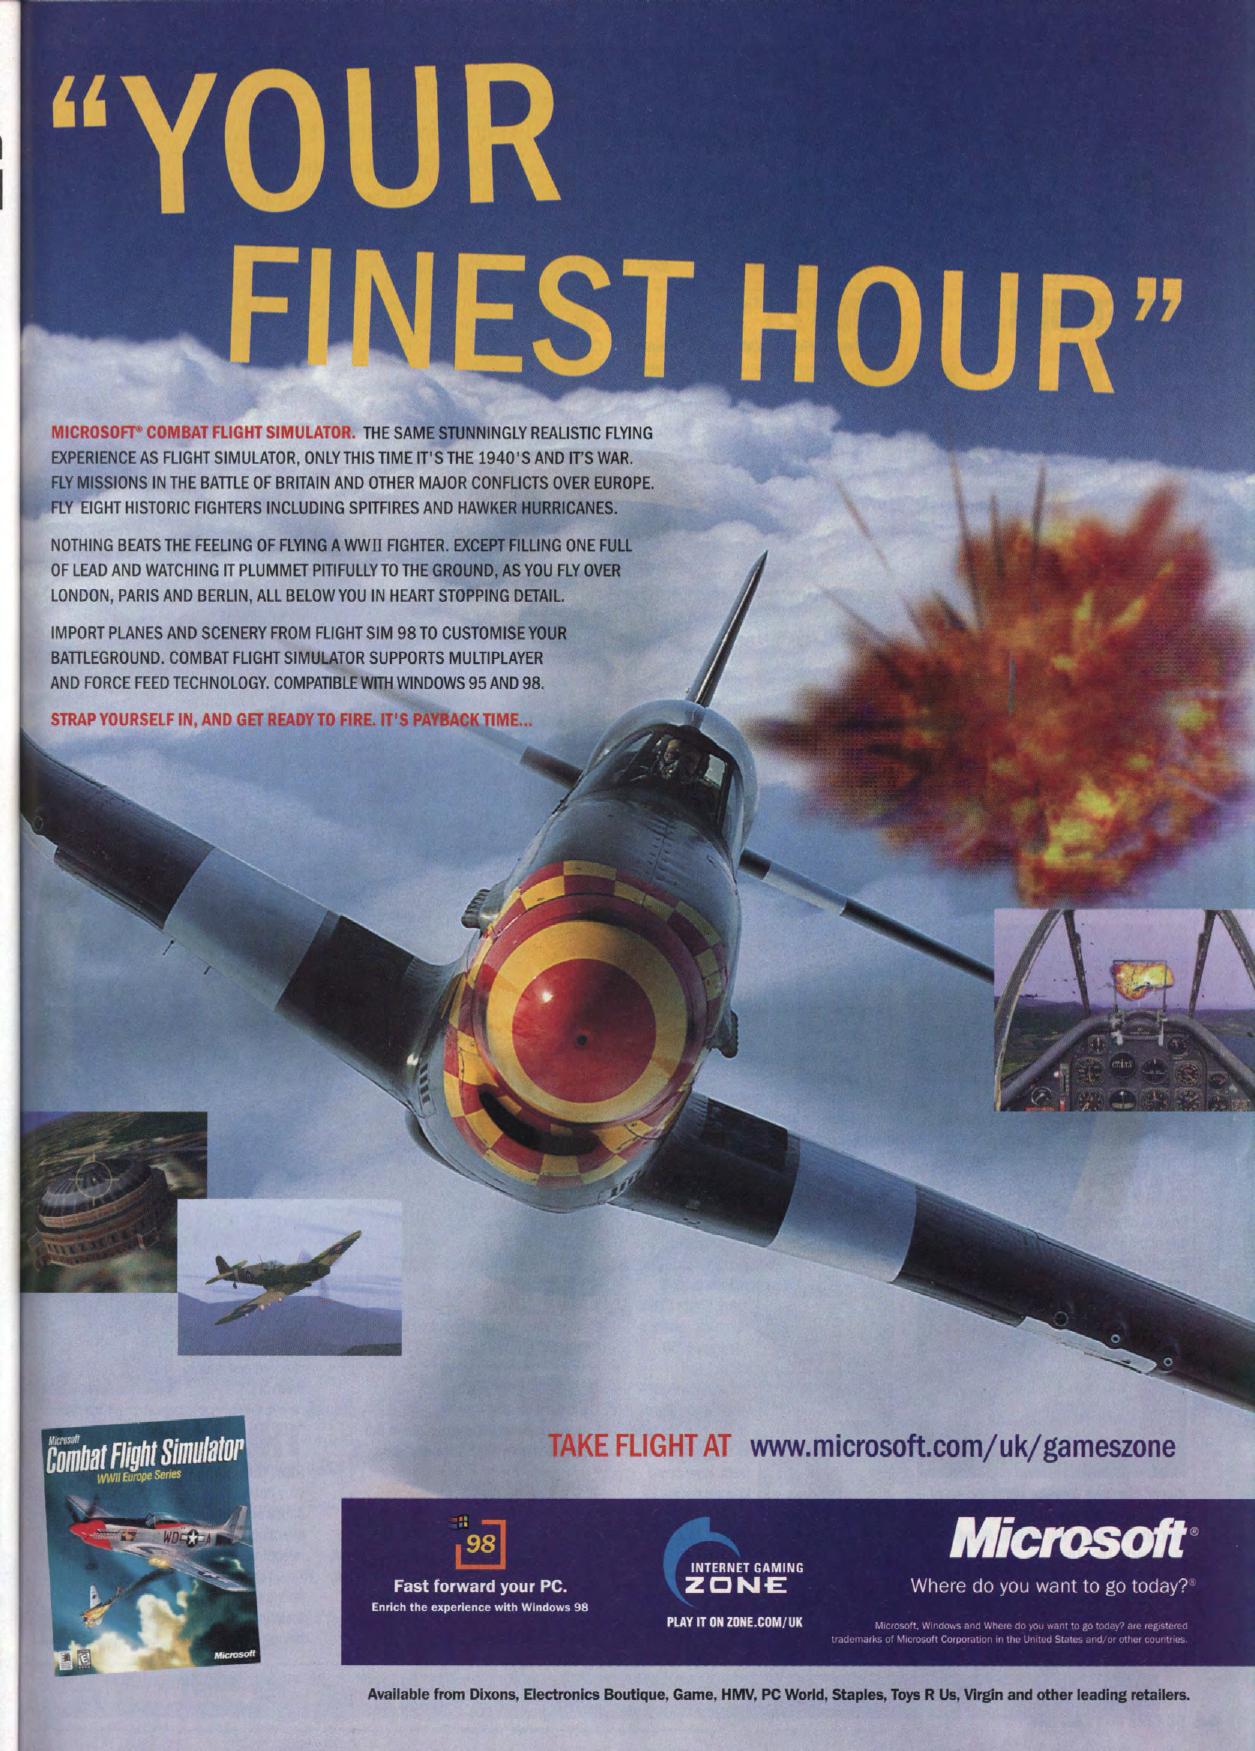 “YOUR
FINEST HOUR”
MICROSOFT® COMBAT FLIGHT SIMULATOR. THE SAME STUNNINGLY REALISTIC FLYING
EXPERIENCE AS FLIGHT SIMULATOR, ONLY THIS TIME IT'S THE 1940'S AND IT'S WAR.
FLY MISSIONS IN THE BATTLE OF BRITAIN AND OTHER MAJOR CONFLICTS OVER EUROPE.
FLY EIGHT HISTORIC FIGHTERS INCLUDING SPITFIRES AND HAWKER HURRICANES.
NOTHING BEATS THE FEELING OF FLYING A WWII FIGHTER. EXCEPT FILLING ONE FULL
OF LEAD AND WATCHING IT PLUMMET PITIFULLY TO THE GROUND, AS YOU FLY OVER
LONDON, PARIS AND BERLIN, ALL BELOW YOU IN HEART STOPPING DETAIL.
IMPORT PLANES AND SCENERY FROM FLIGHT SIM 98 TO CUSTOMISE YOUR
BATTLEGROUND. COMBAT FLIGHT SIMULATOR SUPPORTS MULTIPLAYER
AND FORCE FEED TECHNOLOGY. COMPATIBLE WITH WINDOWS 95 AND 98.
STRAP YOURSELF IN, AND GET READY TO FIRE. IT'S PAYBACK TIME...
TAKE FLIGHT AT www.microsoft.com/uk/gameszone
Microsoft
Combat Flight Simulator
WWII Europe Series
WD A
Microsoft
98
Fast forward your PC.
Enrich the experience with Windows 98
INTERNET GAMING
ZONE
PLAY IT ON ZONE.COM/UK
Microsoft®
Where do you want to go today?®
Microsoft, Windows and Where do you want to go today? are registered
trademarks of Microsoft Corporation in the United States and/or other countries.
Available from Dixons, Electronics Boutique, Game, HMV, PC World, Staples, Toys R Us, Virgin and other leading retailers.